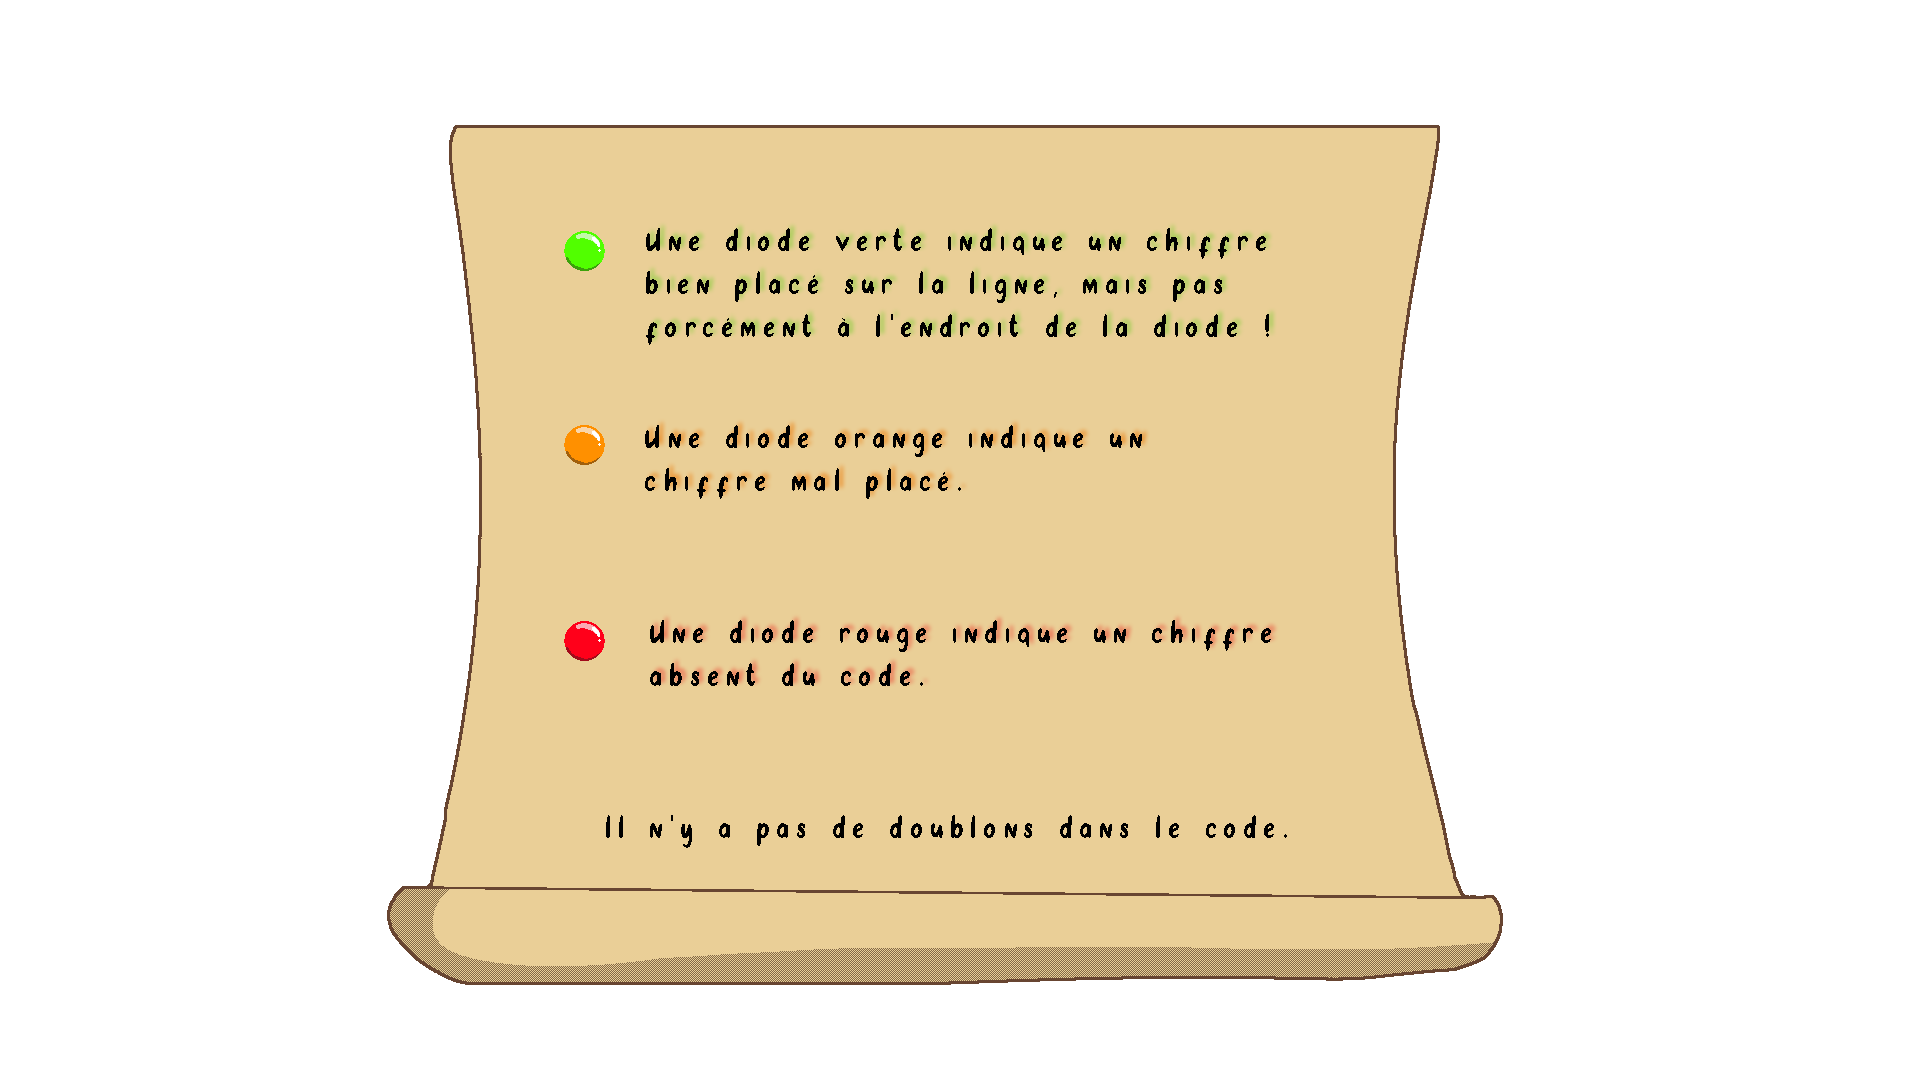 Une diode verte indique un chiffre
bien placé sur la ligne, mais pas
forcément à l'endroit de la diode !
Une diode orange indique un
chiffre mal placé.
Une diode rouge indique un chiffre
absent du code.
Il n'y a pas de doublons dans le code.